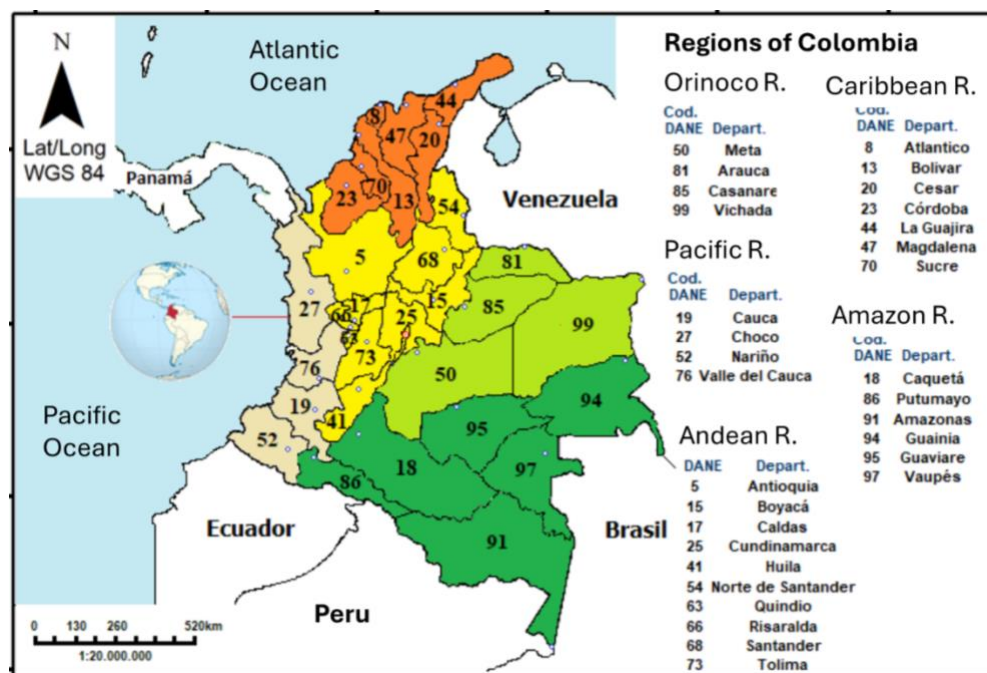 N
Lat/Long
WGS 84
Atlantic
Ocean
Panamá
Venezuela
Pacific
Ocean
Ecuador
Peru
Brasil
8
44
47
20
70
23
13
54
5
68
81
27
17
66
63
25
15
85
99
73
76
50
19
41
94
95
52
18
97
86
91
0 130 260 520km
1:20.000.000
Regions of Colombia
Orinoco R.
Cod.
DANE Depart.
50 Meta
81 Arauca
85 Casanare
99 Vichada
Pacific R.
Cod.
DANE Depart.
19 Cauca
27 Choco
52 Nariño
76 Valle del Cauca
Andean R.
DANE Depart.
5 Antioquia
15 Boyacá
17 Caldas
25 Cundinamarca
41 Huila
54 Norte de Santander
63 Quindio
66 Risaralda
68 Santander
73 Tolima
Caribbean R.
Cod.
DANE Depart.
8 Atlantico
13 Bolivar
20 Cesar
23 Córdoba
44 La Guajira
47 Magdalena
70 Sucre
Amazon R.
Cod.
DANE Depart.
18 Caquetá
86 Putumayo
91 Amazonas
94 Guainia
95 Guaviare
97 Vaupés